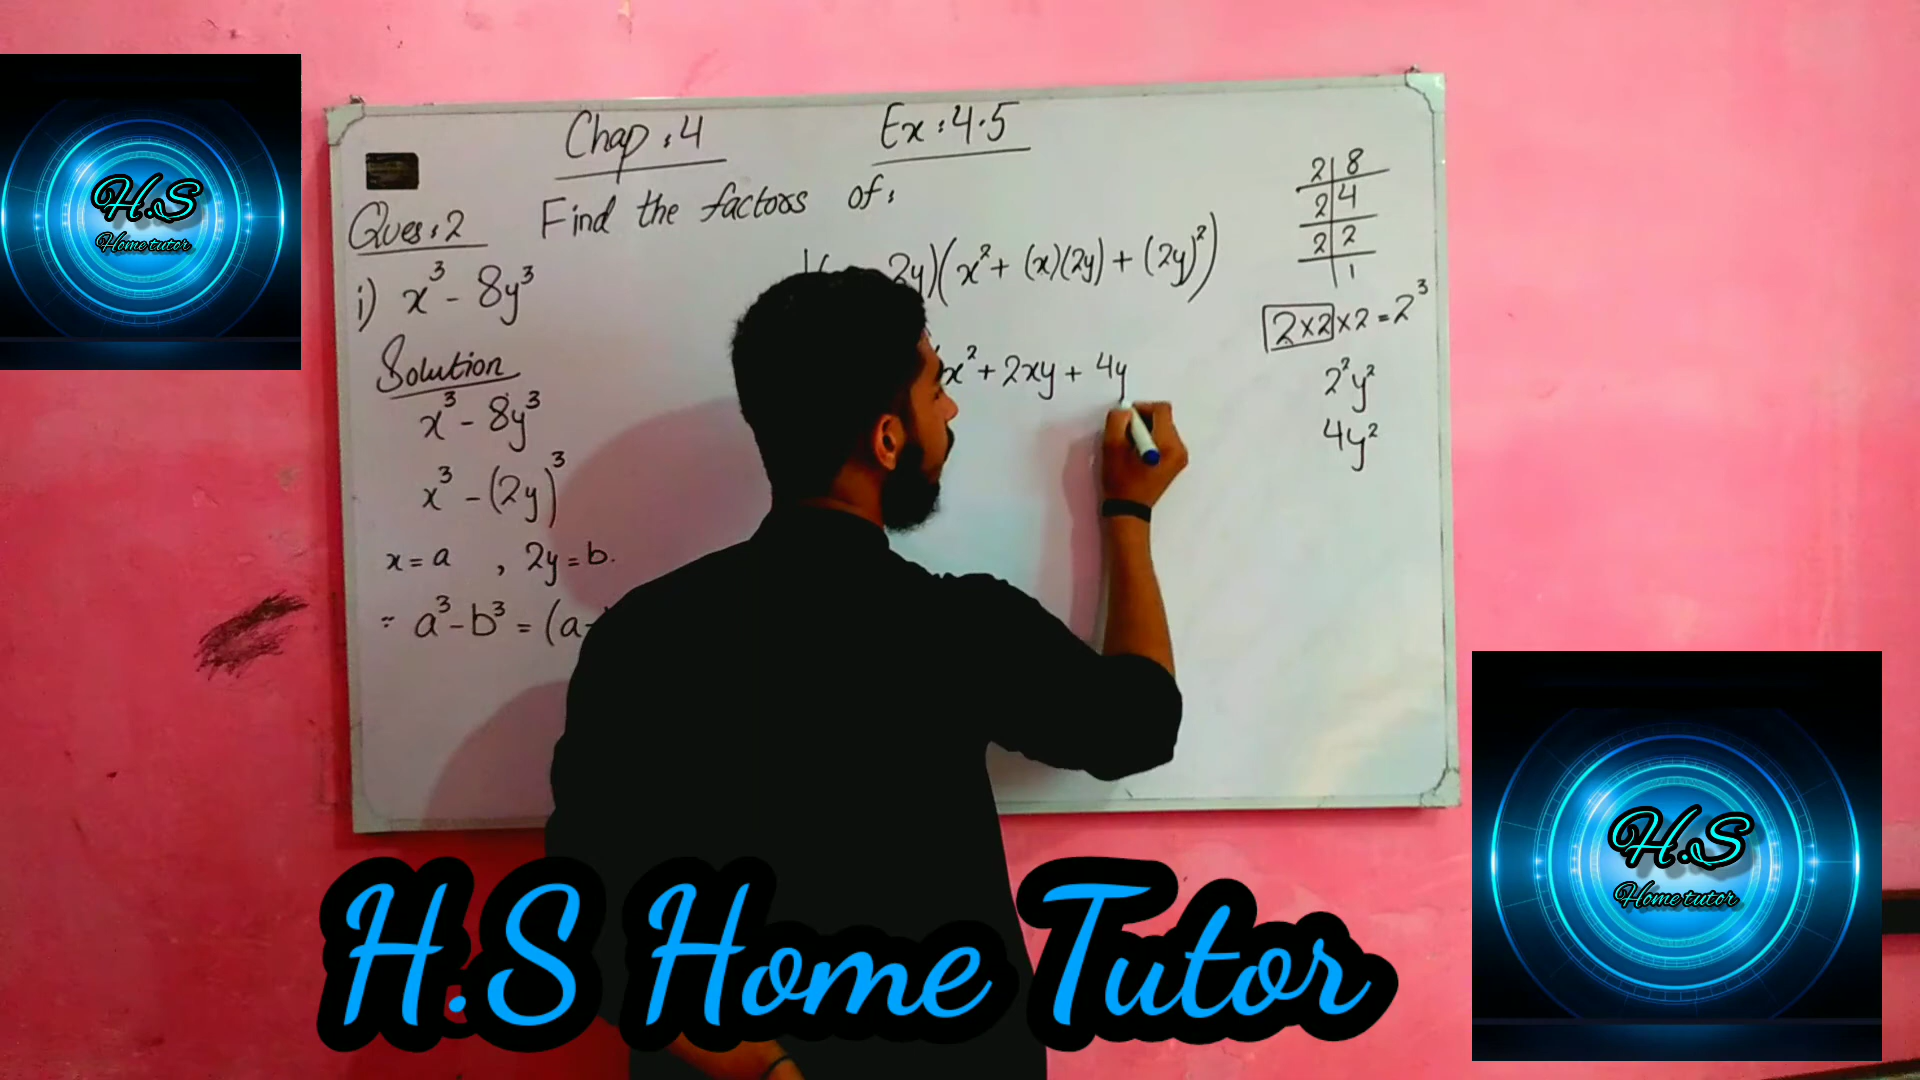 H.S
Home tutor
Chap: 4
Ex: 4.5
Ques: 2
Find the factors of:
i) x³ - 8y³
Solution
x³ - 8y³
x³ - (2y)³
x = a , 2y = b.
a³ - b³ = (a
2y)(x² + (x)(2y) + (2y)²)
x² + 2xy + 4y
2 | 8
2 | 4
2 | 2
| 1
2×2×2 = 2³
2²y²
4y²
H.S Home Tutor
H.S
Home tutor